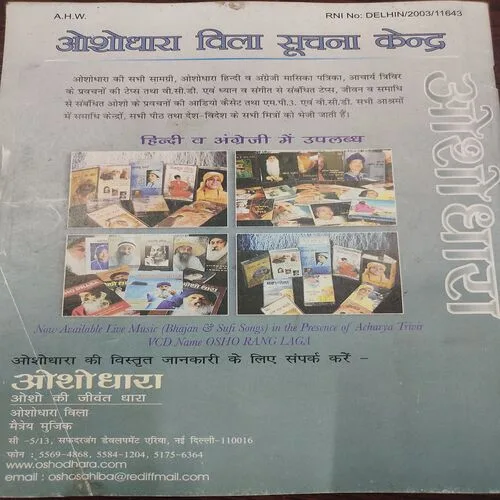 A.H.W.
RNI No: DELHIN/2003/11643
ओशोधारा विला सूचना केन्द्र
ओशोधारा की सभी सामग्री, ओशोधारा हिन्दी व अंग्रेजी मासिक पत्रिका, आचार्य त्रिविर
के प्रवचनों की टेप्स तथा वी.सी.डी. एवं ध्यान व संगीत से संबंधित टेप्स, जीवन व समाधि
से संबंधित ओशो के प्रवचनों की आडियो कैसेट तथा एम.पी.3 एवं वी.सी.डी. सभी आश्रमों
में समाधि केन्द्रों, सभी पीठ तथा देश-विदेश के सभी मित्रों को भेजी जाती हैं।
ओशोधारा
हिन्दी व अंग्रेजी में उपलब्ध
Now Available Live Music (Bhajan & Sufi Songs) in the Presence of Acharya Trivir
VCD Name OSHO RANG LAGA
ओशोधारा की विस्तृत जानकारी के लिए संपर्क करें –
ओशोधारा
ओशो की जीवंत धारा
ओशोधारा विला
मैत्रेय मुजिक
सी -5/13, सफदरजंग डेवलपमेंट एरिया, नई दिल्ली-110016
फोन : 5569-4868, 5584-1204, 5175-6364
www.oshodhara.com
email : oshosahiba@rediffmail.com